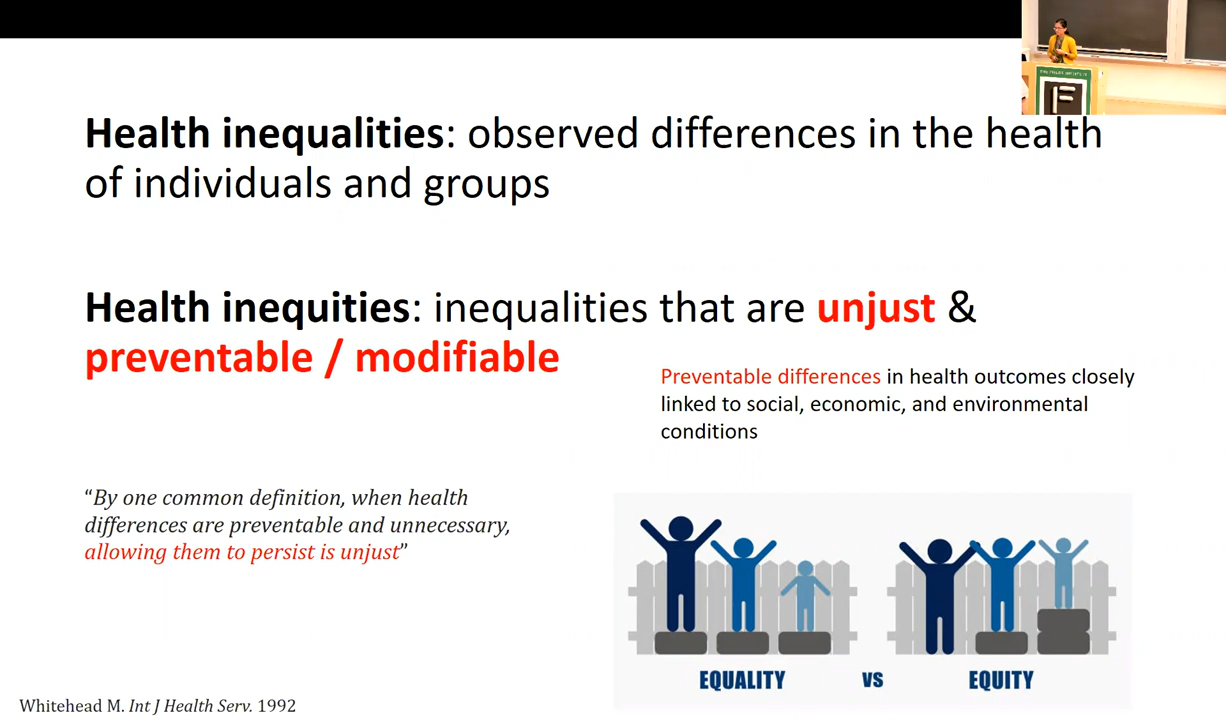 Health inequalities: observed differences in the health
of individuals and groups
Health inequities: inequalities that are unjust &
preventable / modifiable
Preventable differences in health outcomes closely
linked to social, economic, and environmental
conditions
“By one common definition, when health
differences are preventable and unnecessary,
allowing them to persist is unjust”
EQUALITY vs EQUITY
Whitehead M. Int J Health Serv. 1992